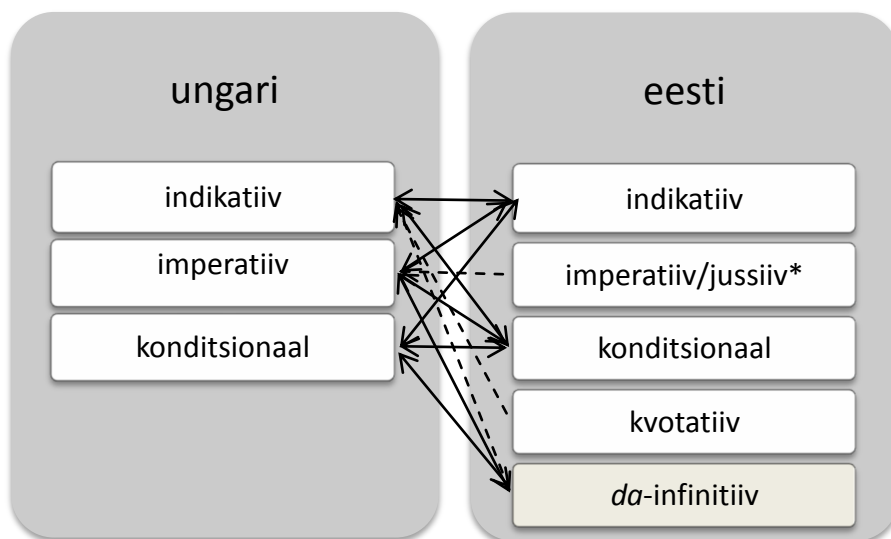 ungari
indikatiiv
imperatiiv
konditsionaal
eesti
indikatiiv
imperatiiv/jussiiv*
konditsionaal
kvotatiiv
da-infinitiiv